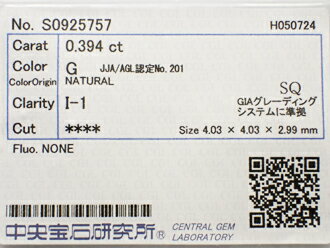 No. S0925757 H050724
Carat 0.394 ct
Color G JJA/AGL認定No.201
ColorOrigin NATURAL SQ
Clarity I-1 GIAグレーディング
システムに準拠
Cut **** Size 4.03 × 4.03 × 2.99 mm
Fluo. NONE
中央宝石研究所® CENTRAL GEM
LABORATORY